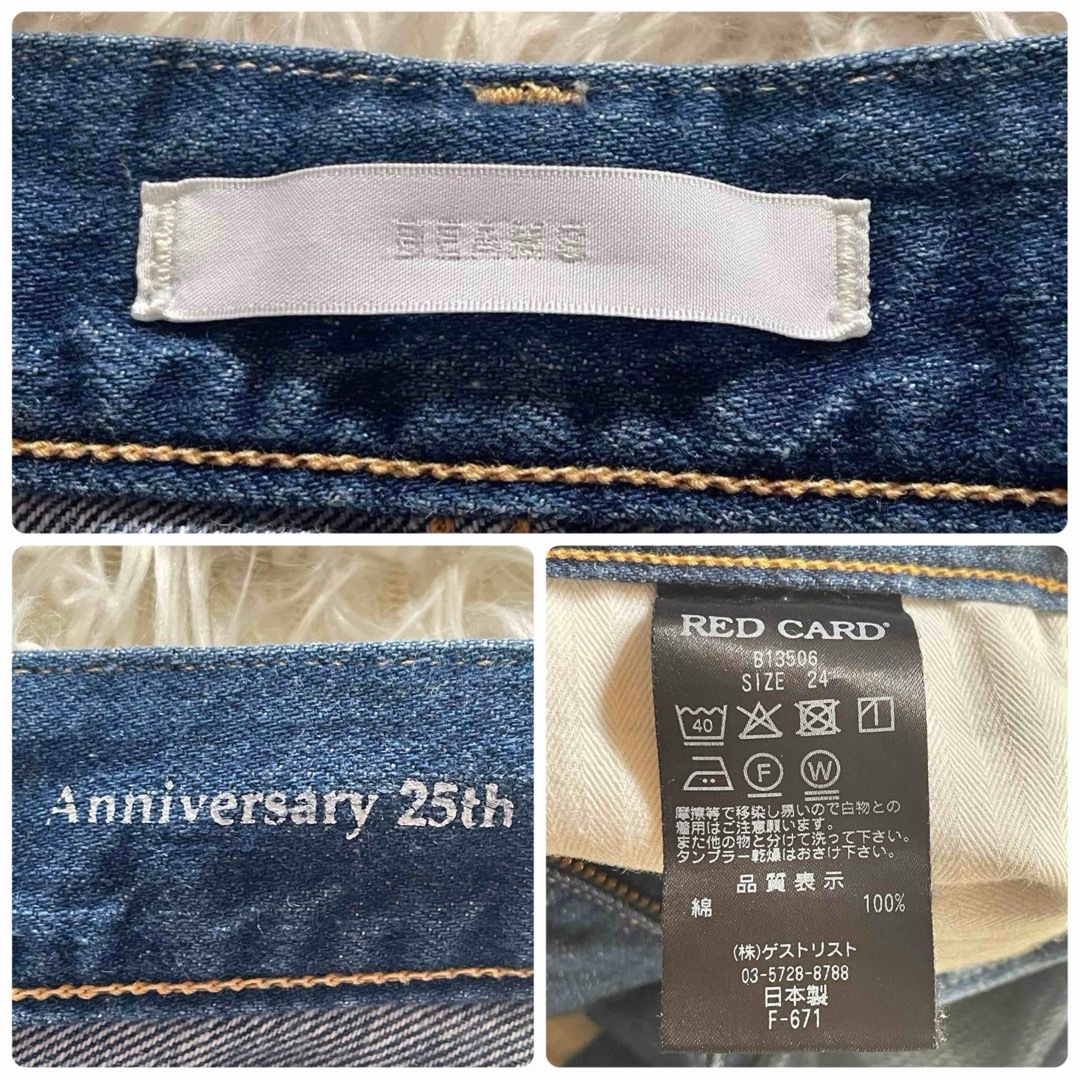 Anniversary 25th
RED CARD®
B13506
SIZE 24
40
F W
摩擦等で移染し易いので白物との
着用はご注意願います。
また他の物と分けて洗って下さい。
タンブラー乾燥はおさけ下さい。
品質表示
綿 100%
(株)ゲストリスト
03-5728-8788
日本製
F-671